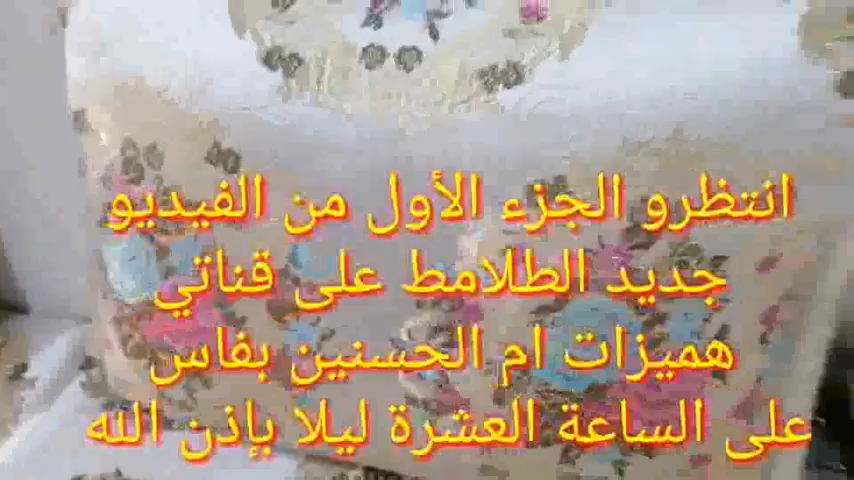 انتظرو الجزء الأول من الفيديو
جديد الطلامط على قناتي
هميزات ام الحسنين بفاس
على الساعة العشرة ليلا بإذن الله